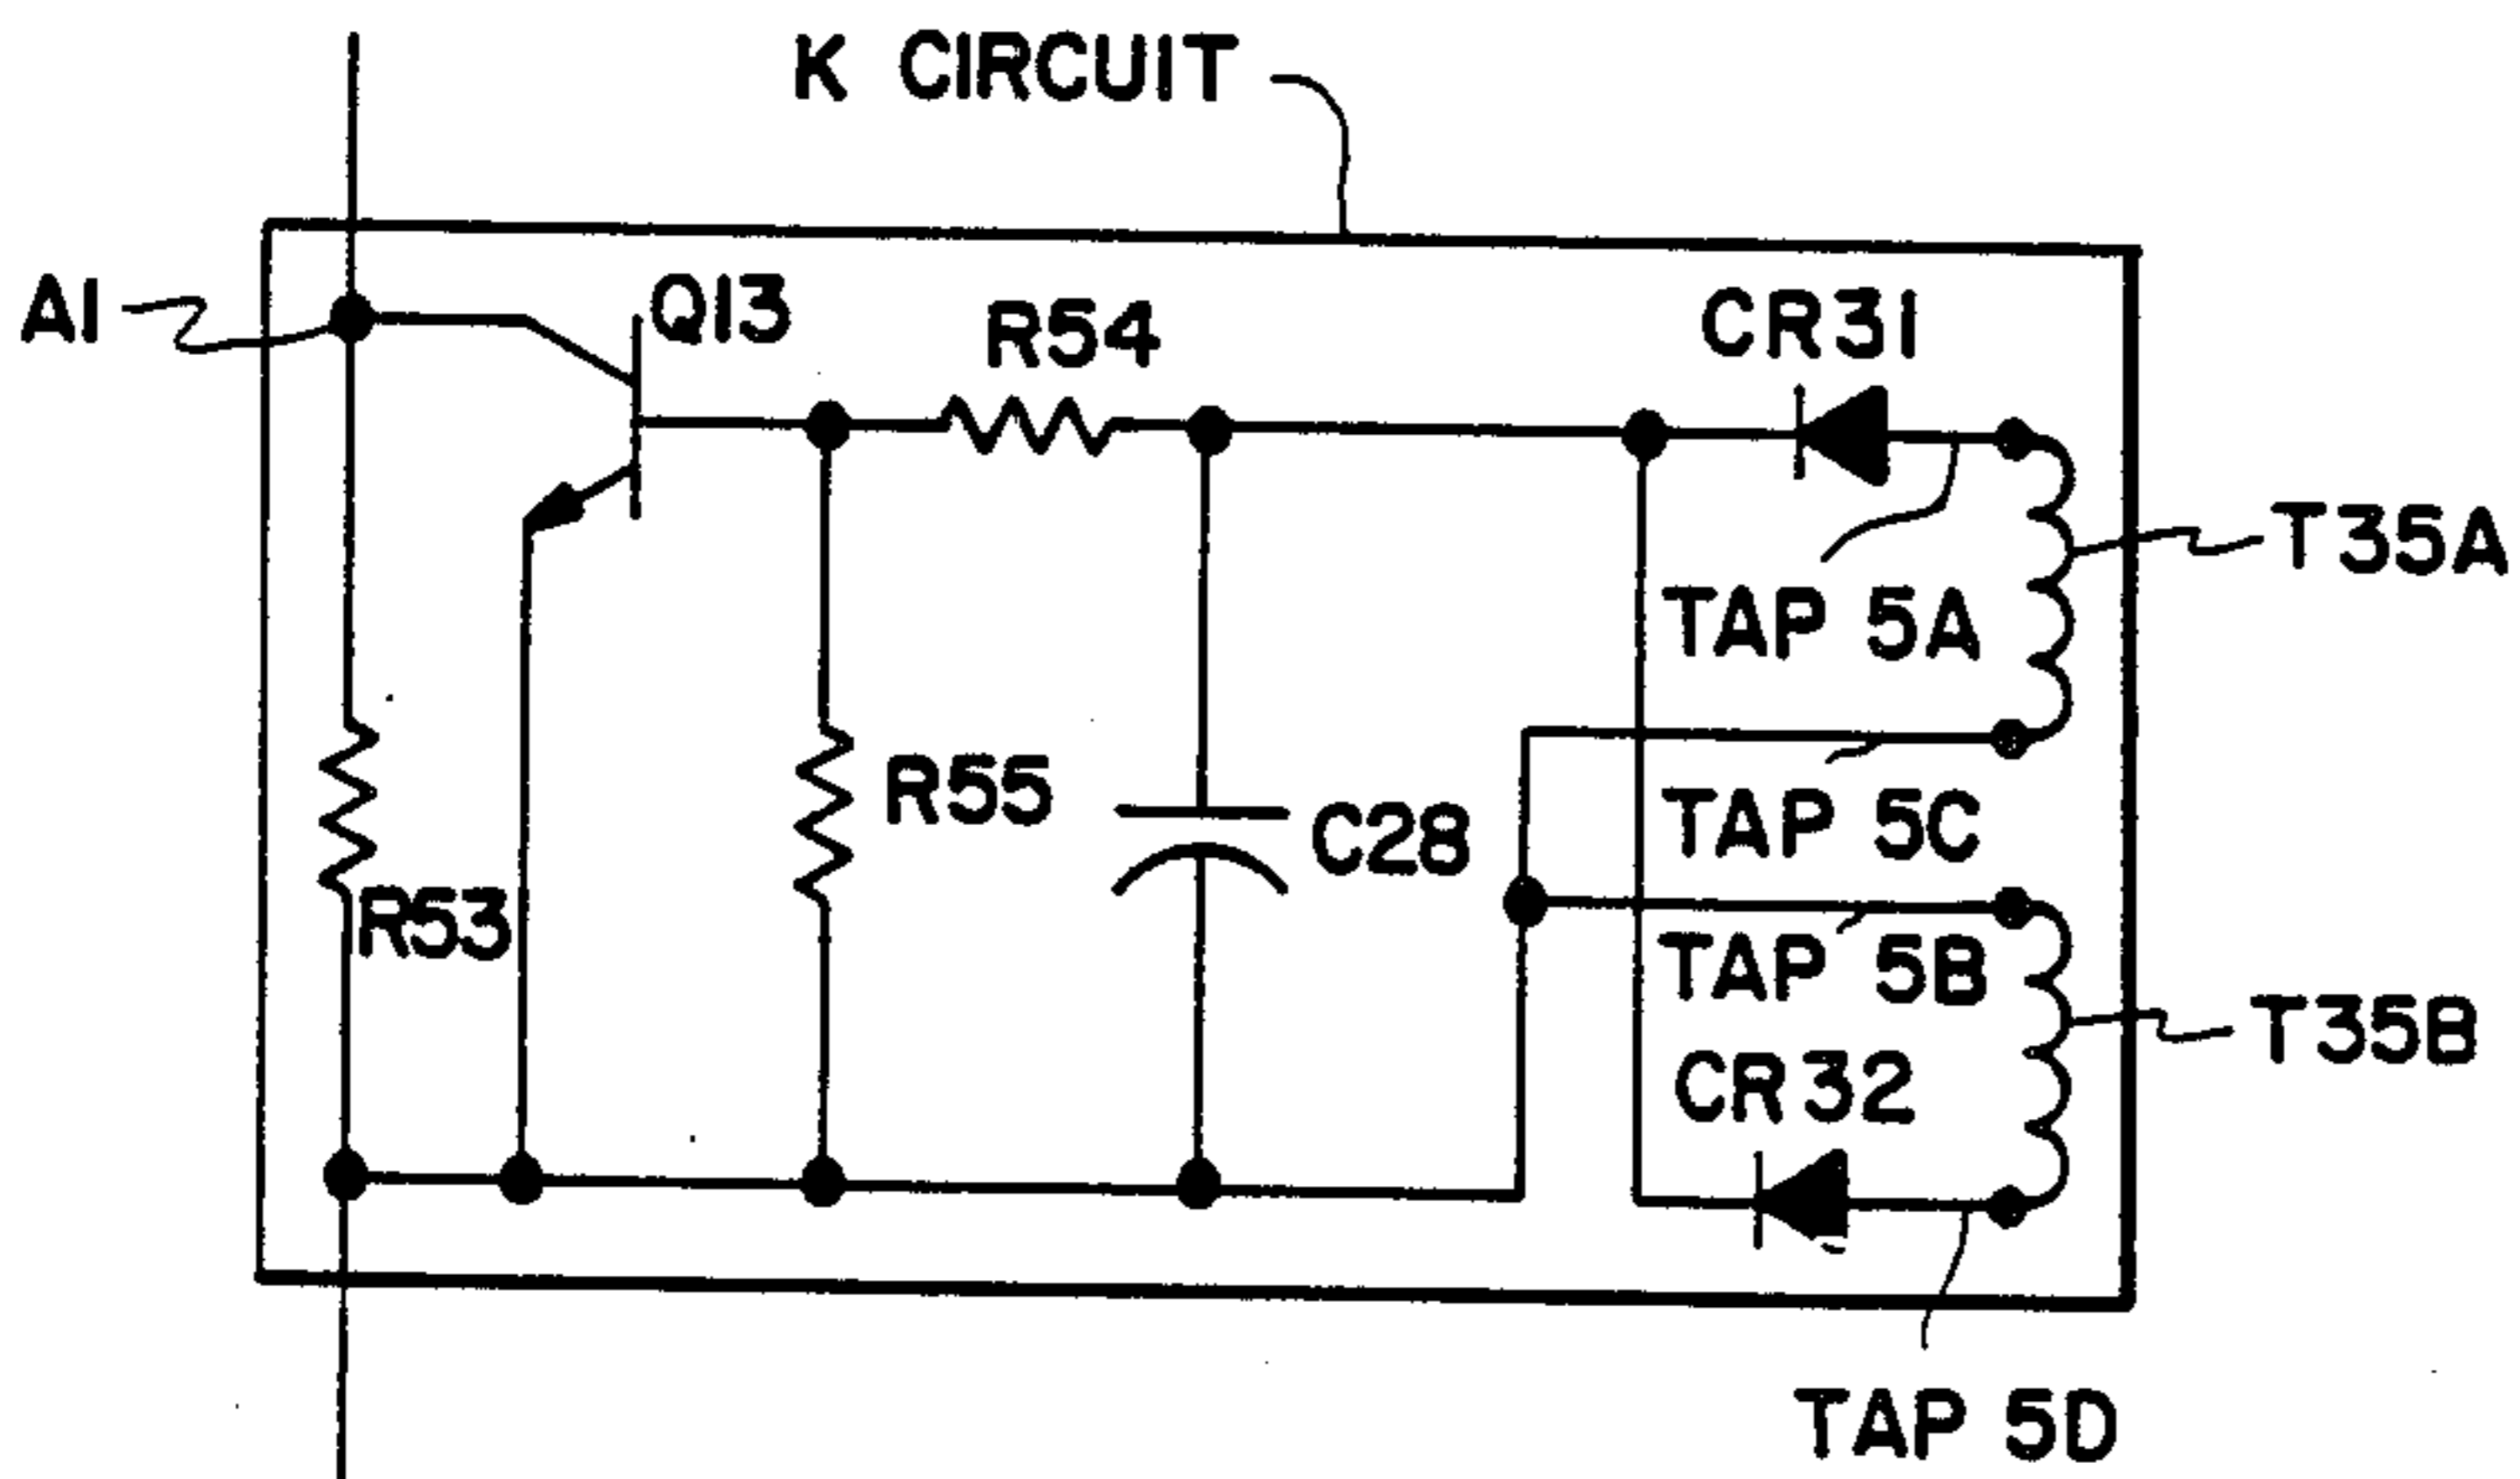 K CIRCUIT
A1
Q13
R54
CR31
T35A
TAP 5A
R55
C28
TAP 5C
R53
TAP 5B
T35B
CR32
TAP 5D